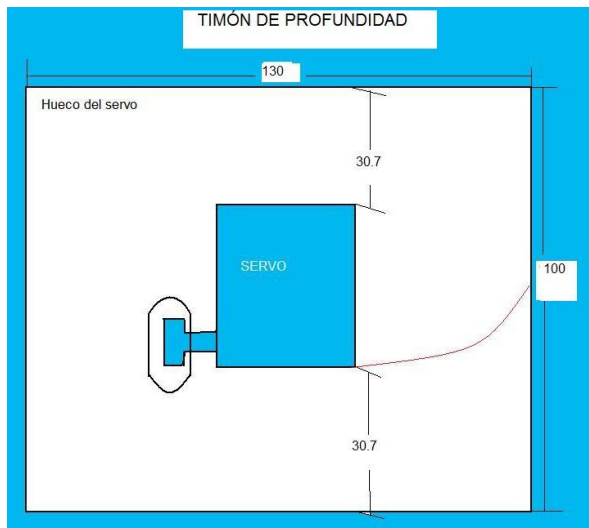 TIMÓN DE PROFUNDIDAD
130
Hueco del servo
30.7
SERVO
100
30.7